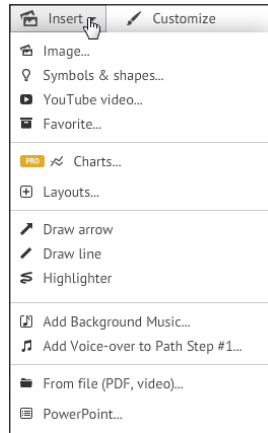 Insert Customize
Image...
Symbols & shapes...
YouTube video...
Favorite...
PRO Charts...
Layouts...
Draw arrow
Draw line
Highlighter
Add Background Music...
Add Voice-over to Path Step #1...
From file (PDF, video)...
PowerPoint...